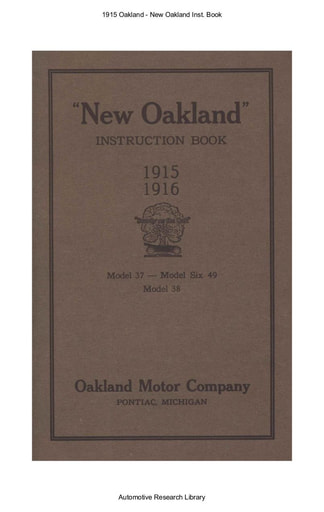 1915 Oakland - New Oakland Inst. Book
"New Oakland"
INSTRUCTION BOOK
1915
1916
Model 37 — Model Six 49
Model 38
Oakland Motor Company
PONTIAC, MICHIGAN
Automotive Research Library